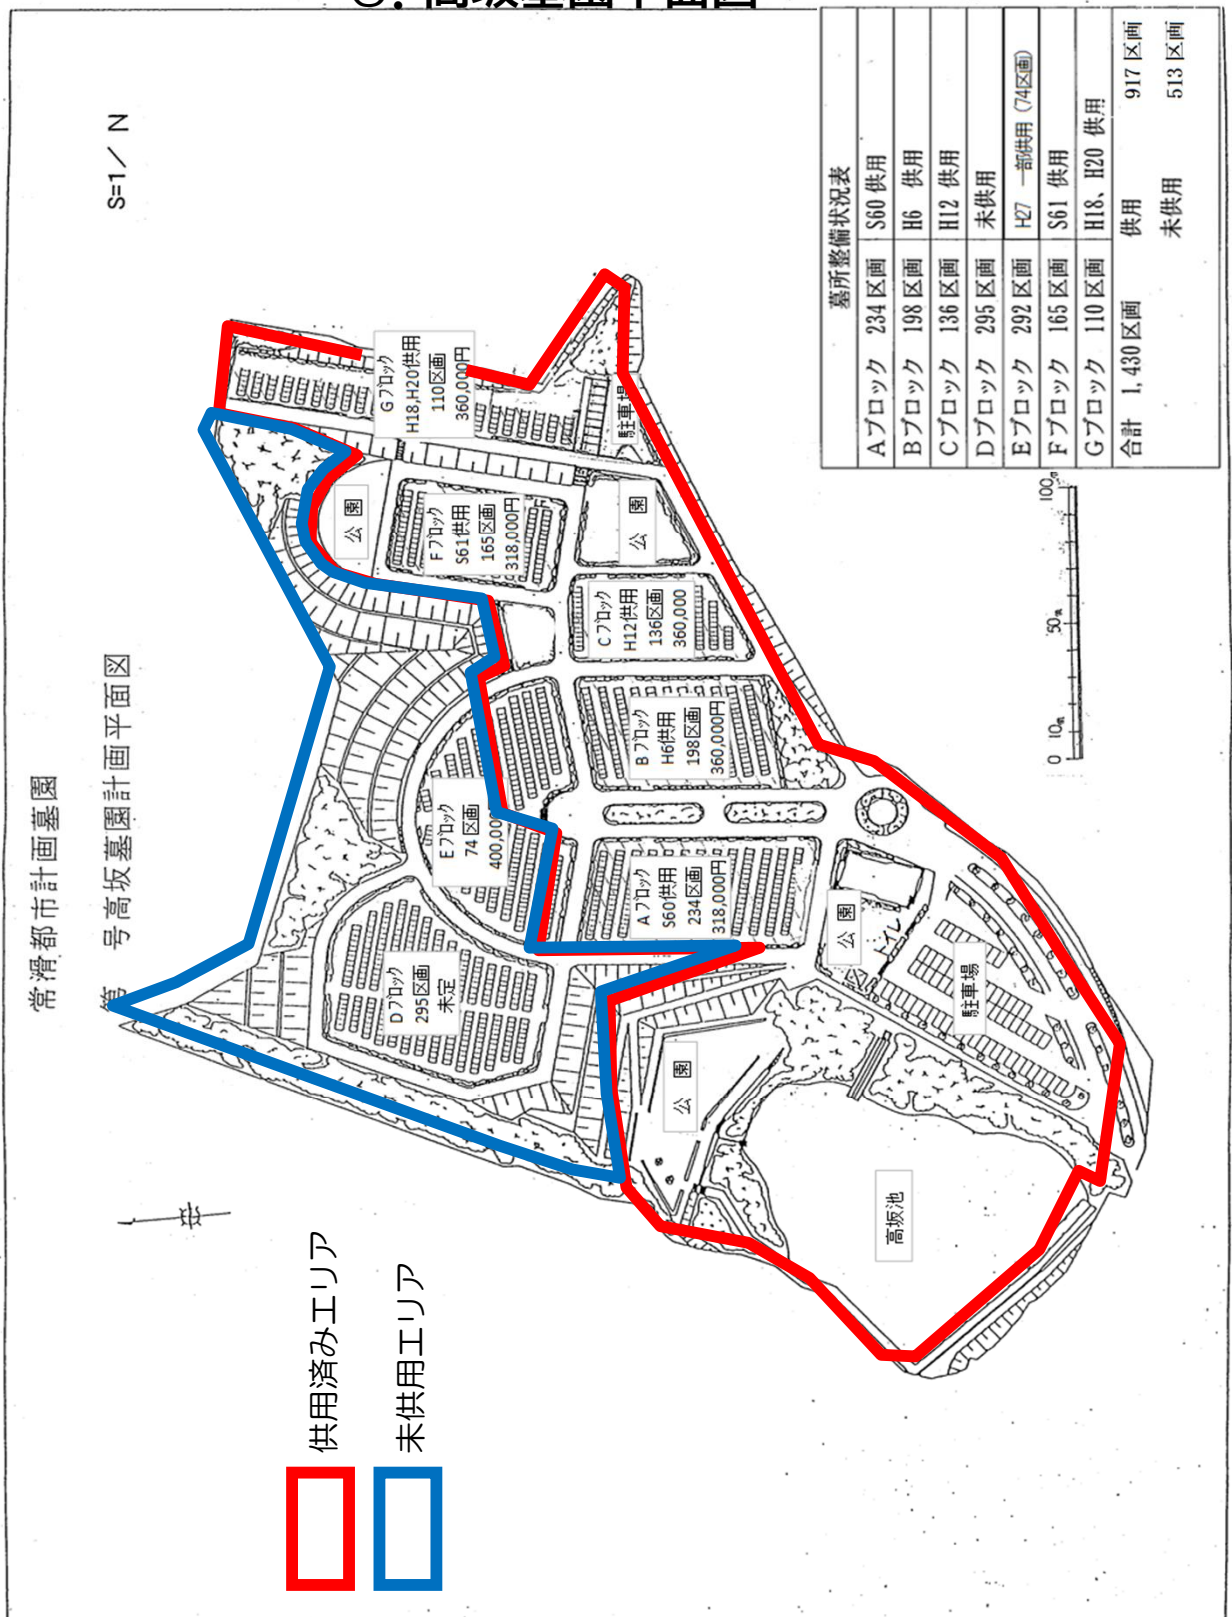 高坂墓園平面図
常滑都市計画墓園
号高坂墓園計画平面図
S=1/ N
供用済みエリア
未供用エリア
Gブロック
H18,H20供用
110区画
360,000円
駐車場
公園
Fブロック
S61供用
165区画
318,000円
公園
Cブロック
H12供用
136区画
360,000
Bブロック
H6供用
198区画
360,000円
Eブロック
74区画
400,000
Aブロック
S60供用
234区画
318,000円
Dブロック
295区画
未定
公園
トイレ
駐車場
公園
高坂池
0 10m 50m 100m
墓所整備状況表
Aブロック 234区画 S60 供用
Bブロック 198区画 H6 供用
Cブロック 136区画 H12 供用
Dブロック 295区画 未供用
Eブロック 292区画 H27 一部供用 (74区画)
Fブロック 165区画 S61 供用
Gブロック 110区画 H18、H20 供用
合計 1,430区画 供用 917区画
未供用 513区画